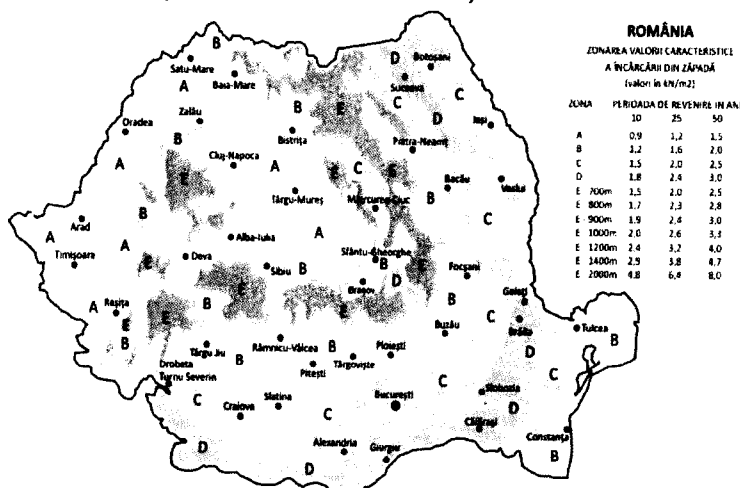 ROMÂNIA
ZONAREA VALORII CARACTERISTICE
A ÎNCĂRCĂRII DIN ZĂPADĂ
(valori in kN/m2)
ZONA PERIOADA DE REVENIRE IN ANI
10 25 50
A 0,9 1,2 1,5
B 1,2 1,6 2,0
C 1,5 2,0 2,5
D 1,8 2,4 3,0
E 700m 1,5 2,0 2,5
E 800m 1,7 2,3 2,8
E 900m 1,9 2,4 3,0
E 1000m 2,0 2,6 3,3
E 1200m 2,4 3,2 4,0
E 1400m 2,9 3,8 4,7
E 2000m 4,8 6,4 8,0
B
Satu-Mare
Baia-Mare
D
Botoșani
Suceava
A
C
C
Zalău
B
E
D
Iași
Oradea
B
Bistrița
Piatra-Neamț
Cluj-Napoca
A
A
E
E
C
E
Bacău
Vaslui
Târgu-Mureș
B
Miercurea-Ciuc
B
C
Arad
A
Alba-Iulia
A
Timișoara
A
E
Deva
Sfântu-Gheorghe
Sibiu
B
B
E
D
Focșani
Brașov
A
Reșița
E
B
E
B
E
E
B
Galați
C
Brăila
Tulcea
B
Buzău
D
Târgu Jiu
Râmnicu-Vâlcea
B
Ploiești
B
Târgoviște
Pitești
Drobeta
Turnu Severin
C
C
Slobozia
D
Slatina
București
C
Craiova
C
Călărași
Constanța
B
D
Alexandria
Giurgiu
D